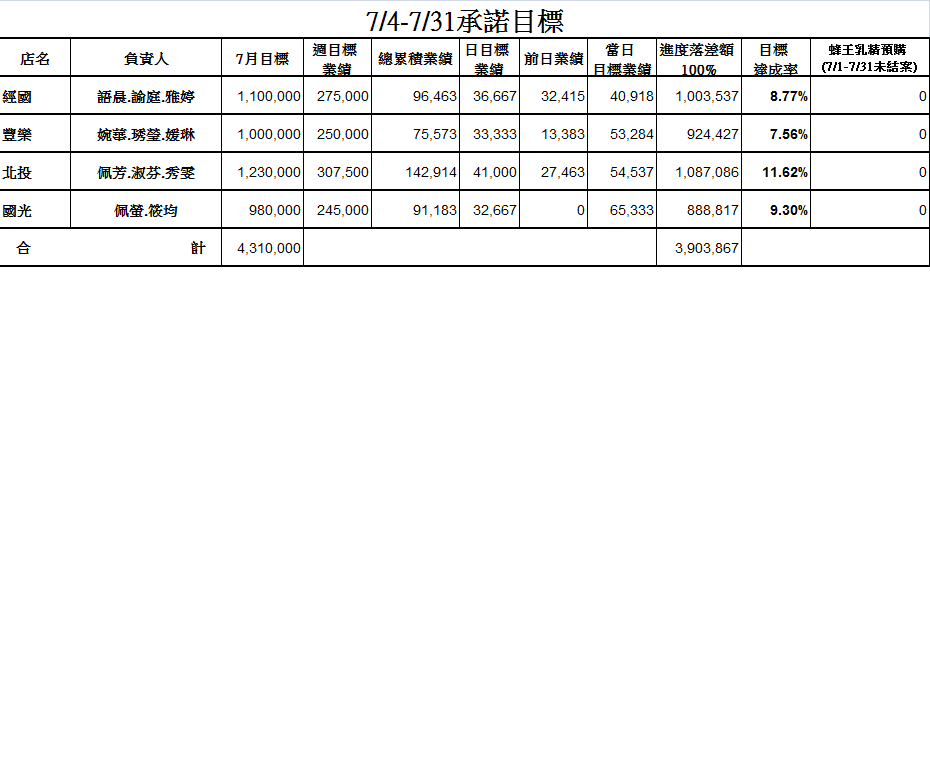 7/4-7/31承諾目標
店名 負責人 7月目標 週目標業績 總累積業績 日目標業績 前日業績 當日目標業績 進度落差額100% 目標達成率 蜂王乳精預購(7/1-7/31未結案)
經國 語晨.諭庭.雅婷 1,100,000 275,000 96,463 36,667 32,415 40,918 1,003,537 8.77% 0
豐樂 婉華.琇瑩.媛琳 1,000,000 250,000 75,573 33,333 13,383 53,284 924,427 7.56% 0
北投 佩芳.淑芬.秀雯 1,230,000 307,500 142,914 41,000 27,463 54,537 1,087,086 11.62% 0
國光 佩螢.筱均 980,000 245,000 91,183 32,667 0 65,333 888,817 9.30% 0
合 計 4,310,000 3,903,867